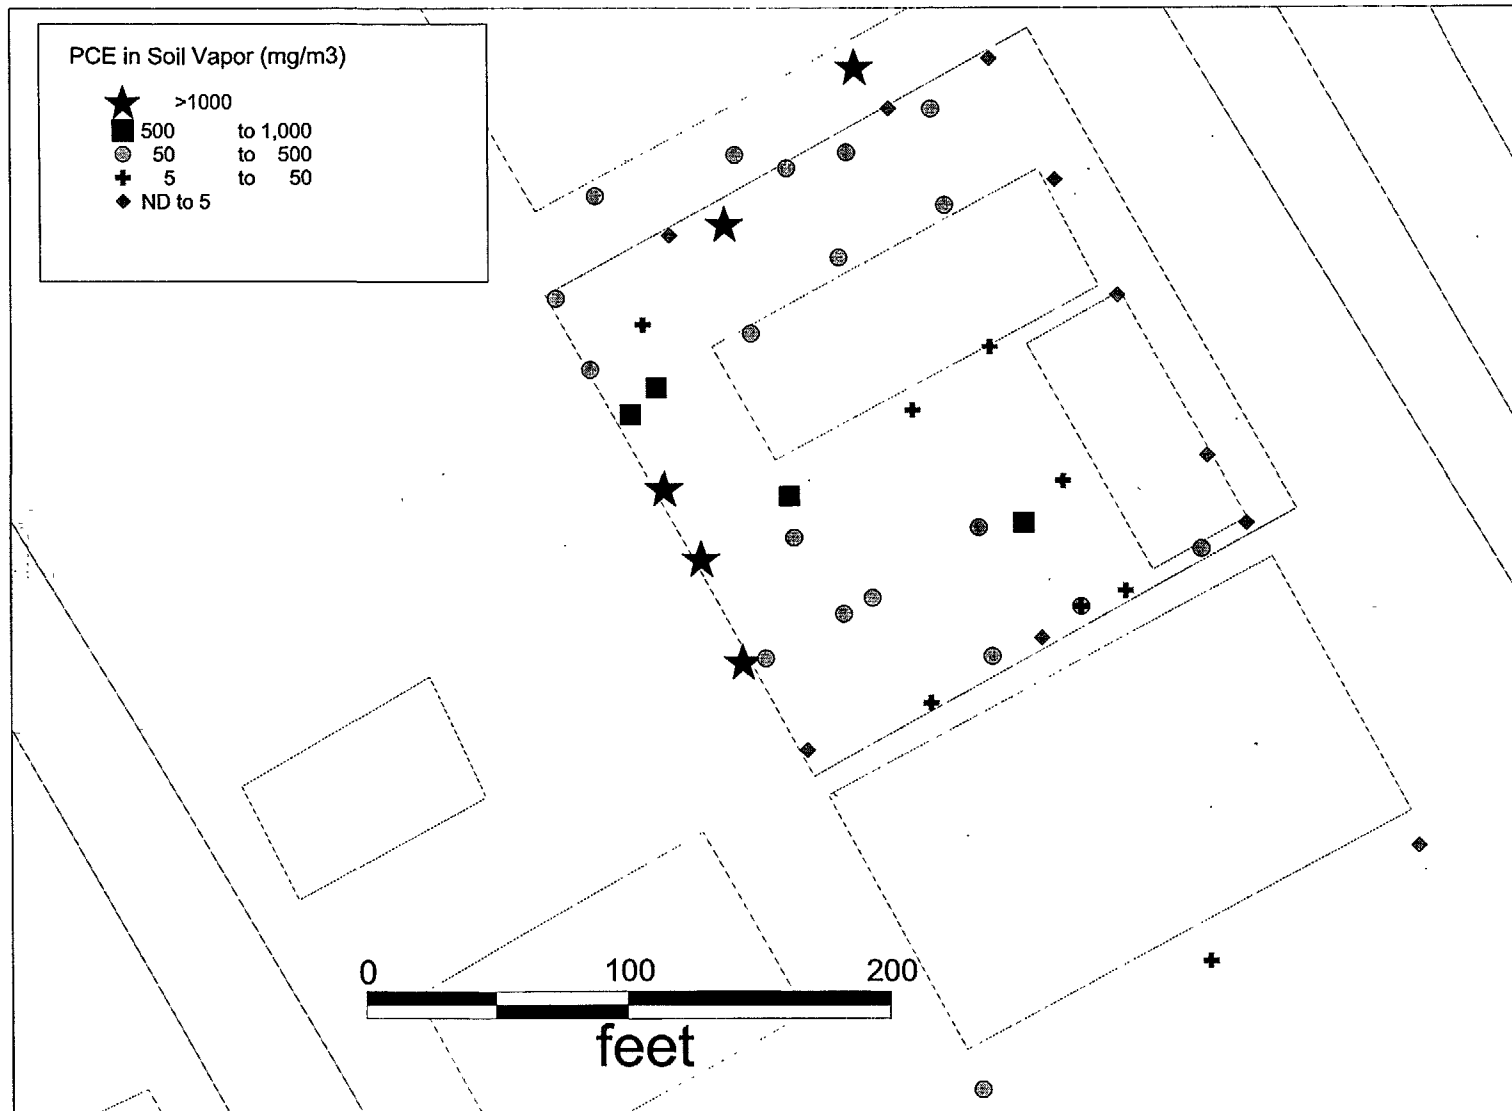 PCE in Soil Vapor (mg/m3)
>1000
500 to 1,000
50 to 500
5 to 50
ND to 5
0 100 200
feet